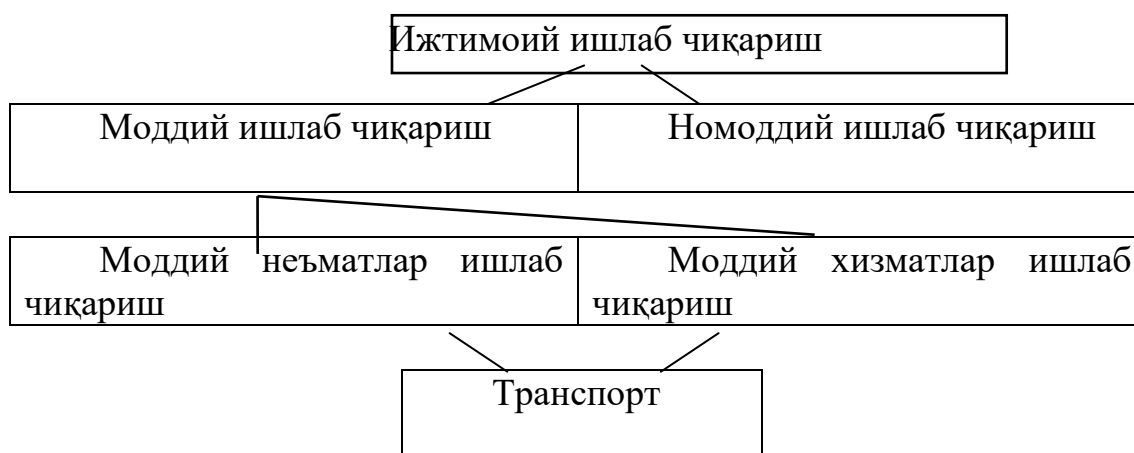 Ижтимоий ишлаб чиқариш
Моддий ишлаб чиқариш
Номоддий ишлаб чиқариш
Моддий неъматлар ишлаб
чиқариш
Моддий хизматлар ишлаб
чиқариш
Транспорт